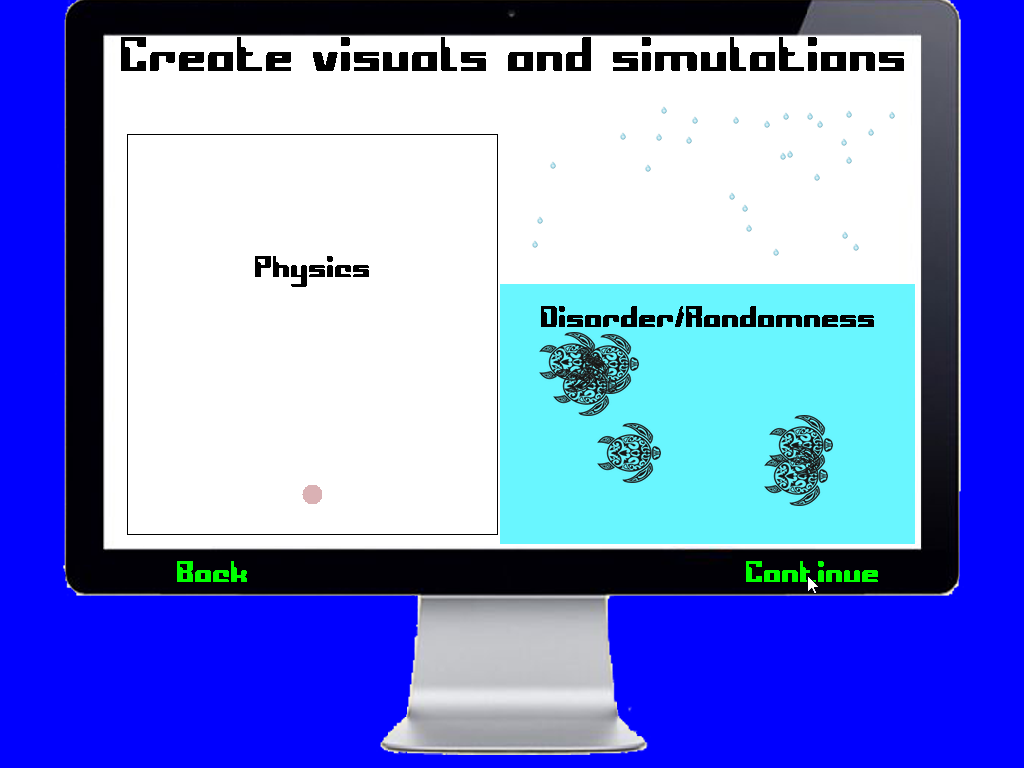 Create visuals and simulations
Physics
Disorder/Randomness
Back
Continue